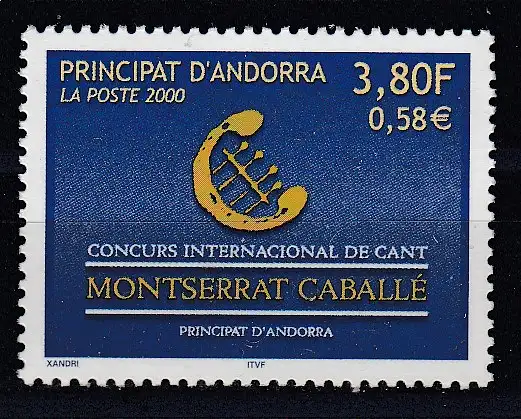 PRINCIPAT D'ANDORRA
LA POSTE 2000
3,80F
0,58€
CONCURS INTERNACIONAL DE CANT
MONTSERRAT CABALLÉ
PRINCIPAT D'ANDORRA
XANDRI
ITVF